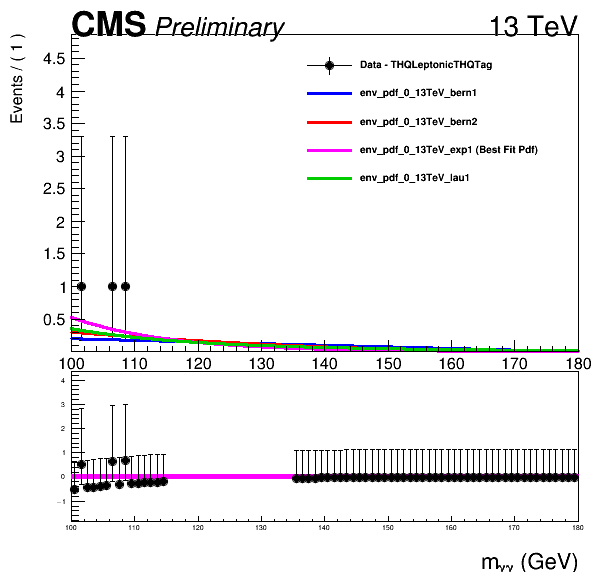 CMS Preliminary 13 TeV
Events / ( 1 )
4.5
4
3.5
3
2.5
2
1.5
1
0.5
Data - THQLeptonicTHQTag
env_pdf_0_13TeV_bern1
env_pdf_0_13TeV_bern2
env_pdf_0_13TeV_exp1 (Best Fit Pdf)
env_pdf_0_13TeV_lau1
100 110 120 130 140 150 160 170 180
4
3
2
1
0
−1
100 110 120 130 140 150 160 170 180
mγγ (GeV)